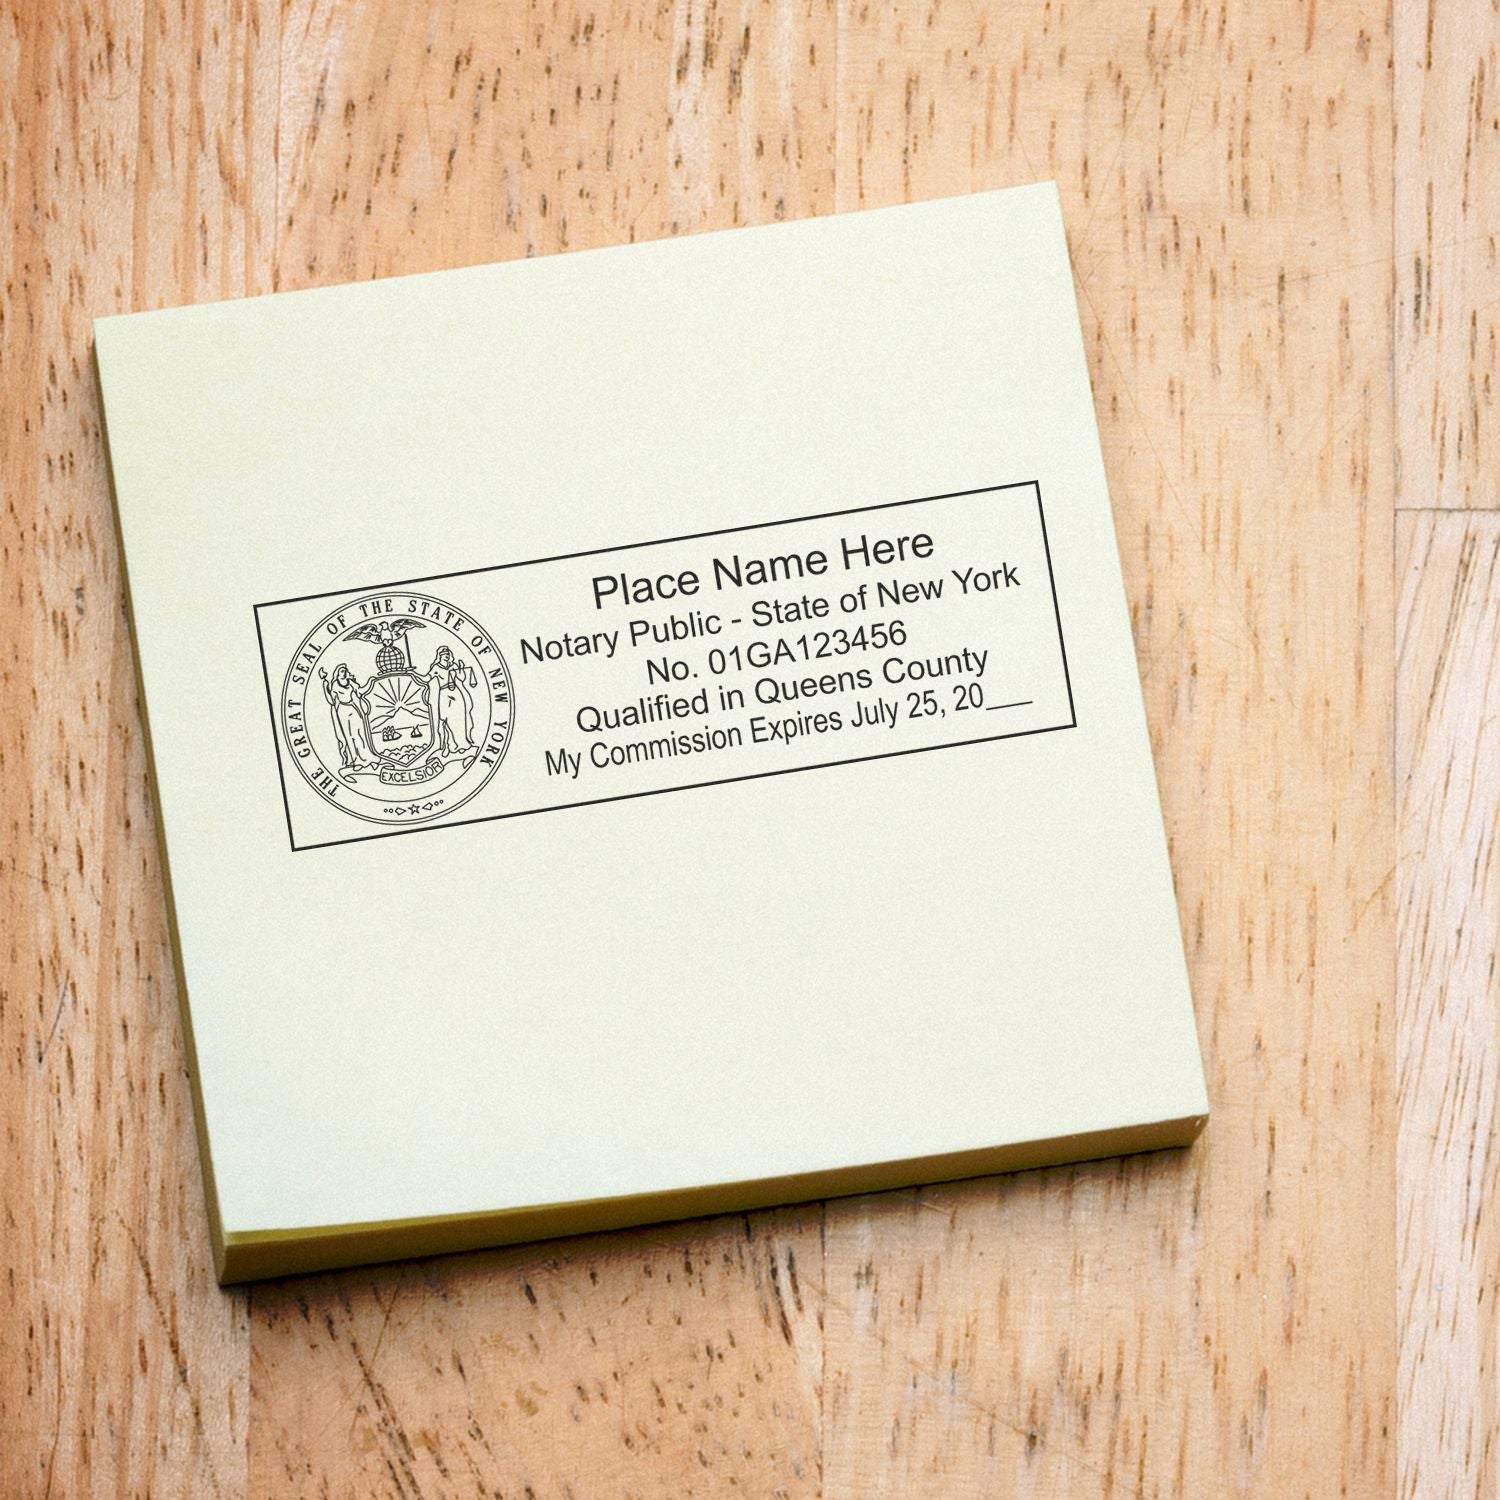 THE GREAT SEAL OF THE STATE OF NEW YORK
EXCELSIOR
Place Name Here
Notary Public - State of New York
No. 01GA123456
Qualified in Queens County
My Commission Expires July 25, 20___